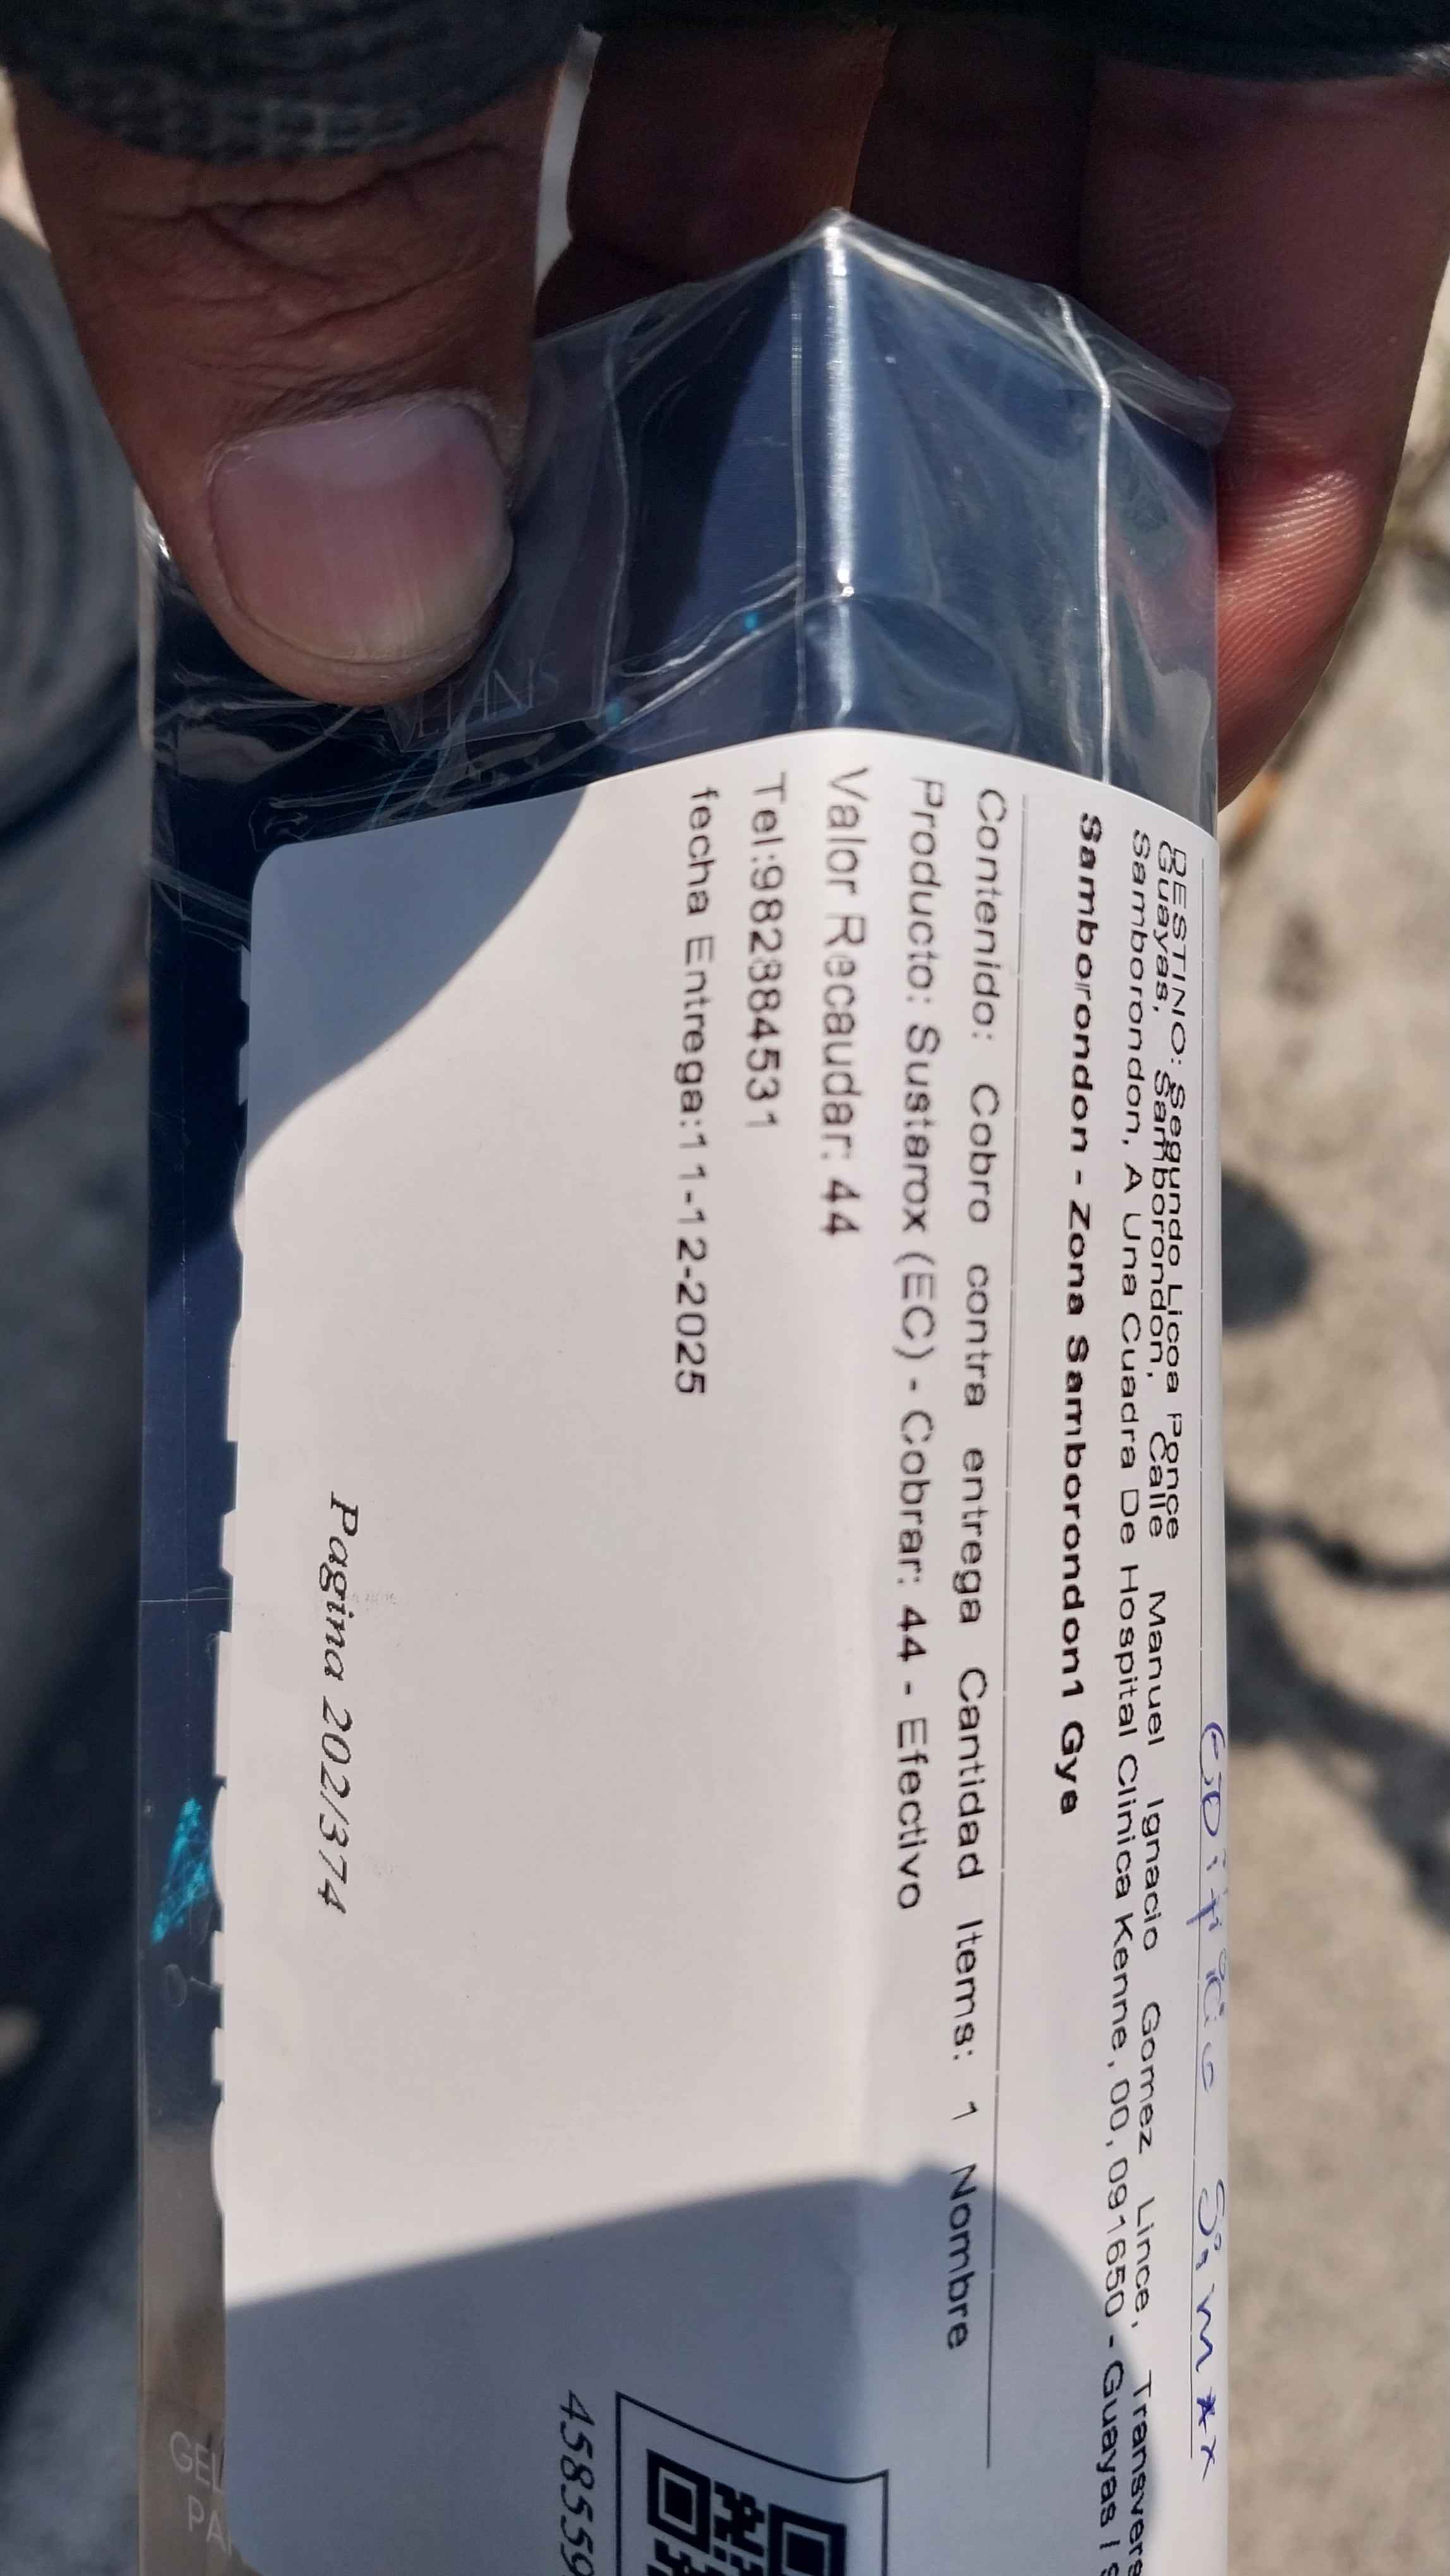 Edificio Simax
DESTINO: Segundo Licoa Ponce
Guayas, Samborondon, Calle Manuel Ignacio Gomez Lince, Transvers
Samborondon, A Una Cuadra De Hospital Clinica Kenne, 00, 091650 - Guayas
Samborondon - Zona Samborondon1 Gye
Contenido: Cobro contra entrega Cantidad Items: 1 Nombre
Producto: Sustarox (EC) - Cobrar: 44 - Efectivo
Valor Recaudar: 44
Tel:982884531
fecha Entrega:11-12-2025
458559
Pagina 202/374
GEL
PA